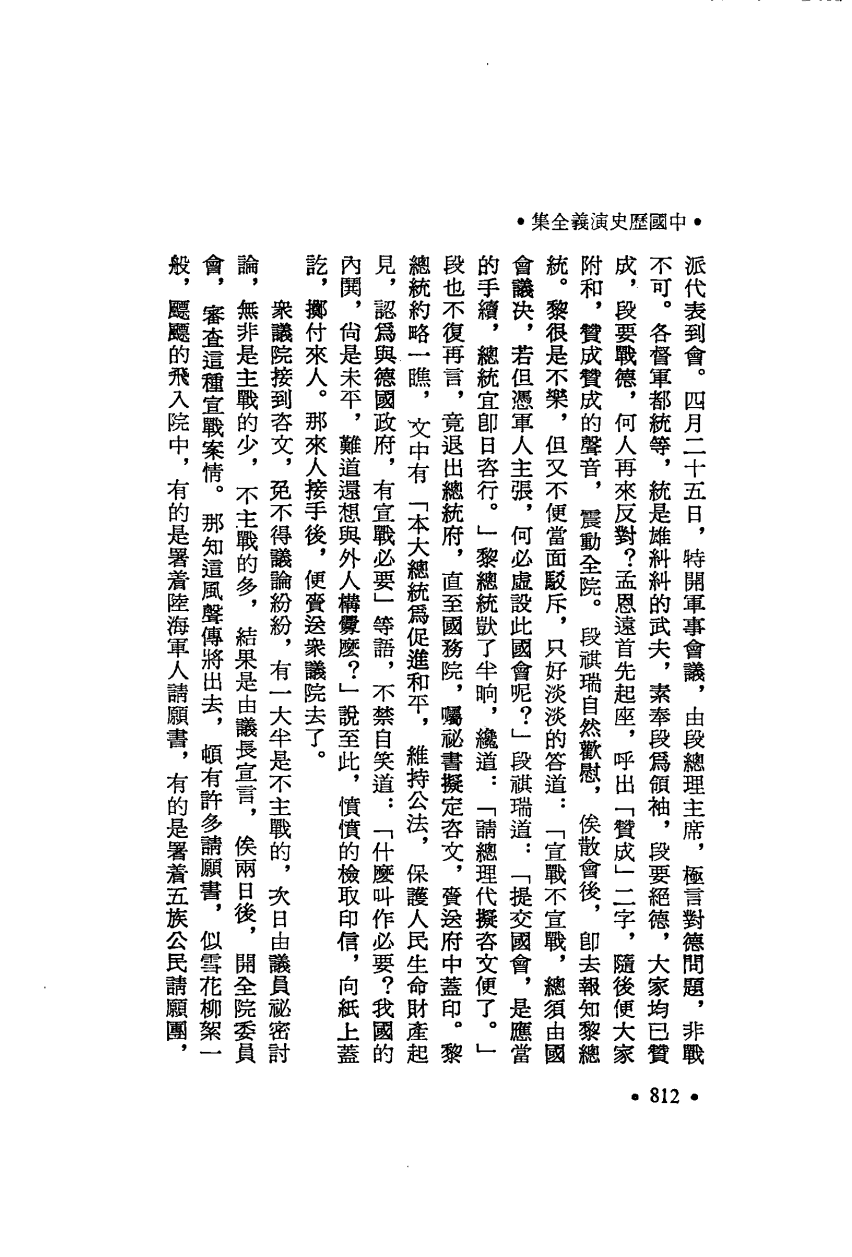 •中國歷史演義全集•
派代表到會。四月二十五日，特開軍事會議，由段總理主席，極言對德問題，非戰
不可。各督軍都統等，統是雄糾糾的武夫，素奉段爲領袖，段要絕德，大家均已贊
成，段要戰德，何人再來反對？孟恩遠首先起座，呼出「贊成」二字，隨後便大家
附和，贊成贊成的聲音，震動全院。段祺瑞自然歡慰，俟散會後，卽去報知黎總
統。黎很是不樂，但又不便當面駁斥，只好淡淡的答道：「宣戰不宣戰，總須由國
會議決，若但憑軍人主張，何必虛設此國會呢？」段祺瑞道：「提交國會，是應當
的手續，總統宜卽日咨行。」黎總統獃了半晌，纔道：「請總理代擬咨文便了。」
段也不復再言，竟退出總統府，直至國務院，囑祕書擬定咨文，賫送府中蓋印。黎
總統約略一瞧，文中有「本大總統爲促進和平，維持公法，保護人民生命財產起
見，認爲與德國政府，有宣戰必要」等語，不禁自笑道：「什麼叫作必要？我國的
內鬨，尙是未平，難道還想與外人構釁麼？」說至此，憤憤的檢取印信，向紙上蓋
訖，擲付來人。那來人接手後，便賫送衆議院去了。
衆議院接到咨文，免不得議論紛紛，有一大半是不主戰的，次日由議員祕密討
論，無非是主戰的少，不主戰的多，結果是由議長宣言，俟兩日後，開全院委員
會，審查這種宣戰案情。那知這風聲傳將出去，頓有許多請願書，似雪花柳絮一
般，飃飃的飛入院中，有的是署着陸海軍人請願書，有的是署着五族公民請願團，
•812•